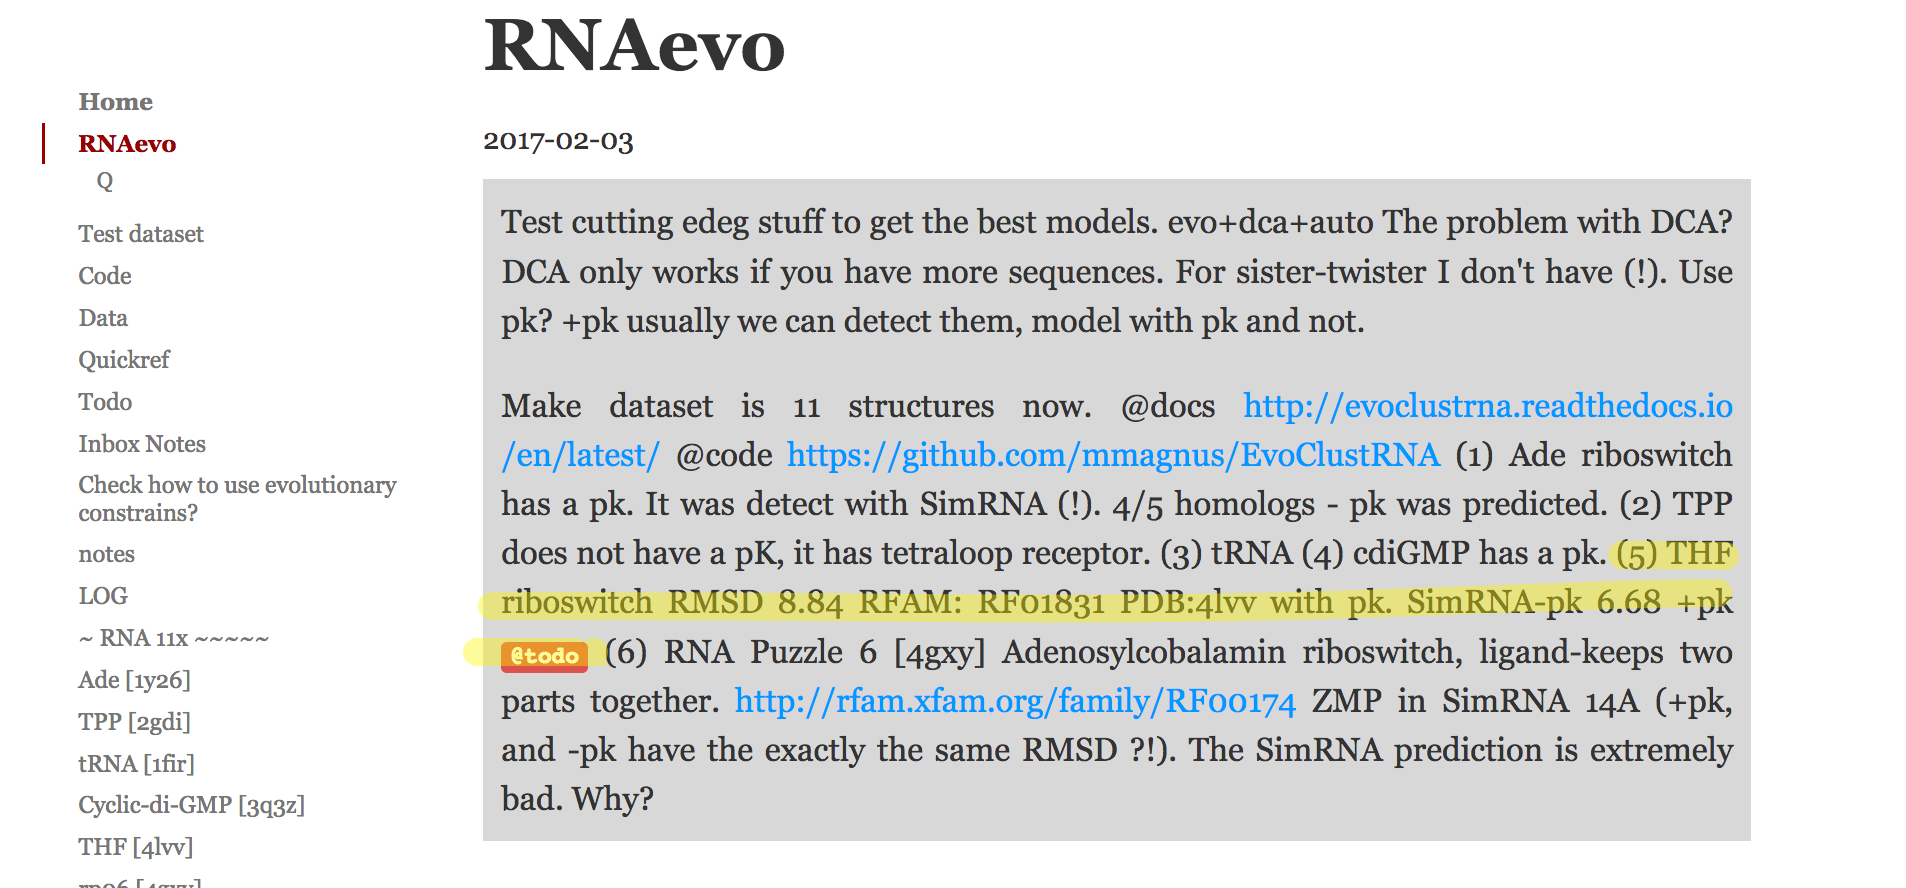 RNAevo
Home
RNAevo
Q
Test dataset
Code
Data
Quickref
Todo
Inbox Notes
Check how to use evolutionary
constrains?
notes
LOG
~ RNA 11x ~~~~~
Ade [1y26]
TPP [2gdi]
tRNA [1fir]
Cyclic-di-GMP [3q3z]
THF [4lvv]
2017-02-03
Test cutting edeg stuff to get the best models. evo+dca+auto The problem with DCA?
DCA only works if you have more sequences. For sister-twister I don't have (!). Use
pk? +pk usually we can detect them, model with pk and not.
Make dataset is 11 structures now. @docs http://evoclustrna.readthedocs.io
/en/latest/ @code https://github.com/mmagnus/EvoClustRNA (1) Ade riboswitch
has a pk. It was detect with SimRNA (!). 4/5 homologs - pk was predicted. (2) TPP
does not have a pK, it has tetraloop receptor. (3) tRNA (4) cdiGMP has a pk. (5) THF
riboswitch RMSD 8.84 RFAM: RF01831 PDB:4lvv with pk. SimRNA-pk 6.68 +pk
@todo (6) RNA Puzzle 6 [4gxy] Adenosylcobalamin riboswitch, ligand-keeps two
parts together. http://rfam.xfam.org/family/RF00174 ZMP in SimRNA 14A (+pk,
and -pk have the exactly the same RMSD ?!). The SimRNA prediction is extremely
bad. Why?